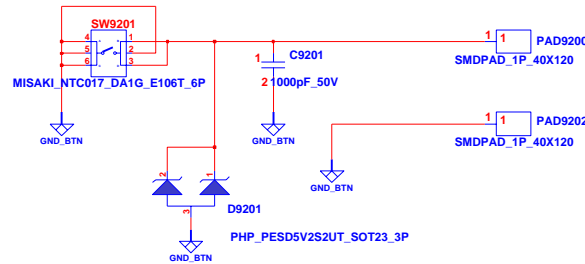 SW9201
4 1
5 2
6 3
MISAKI_NTC017_DA1G_E106T_6P
GND_BTN
1 C9201
2 1000pF_50V
GND_BTN
1 1 PAD9200
SMDPAD_1P_40X120
1 1 PAD9202
SMDPAD_1P_40X120
GND_BTN
2 1
D9201
3
PHP_PESD5V2S2UT_SOT23_3P
GND_BTN